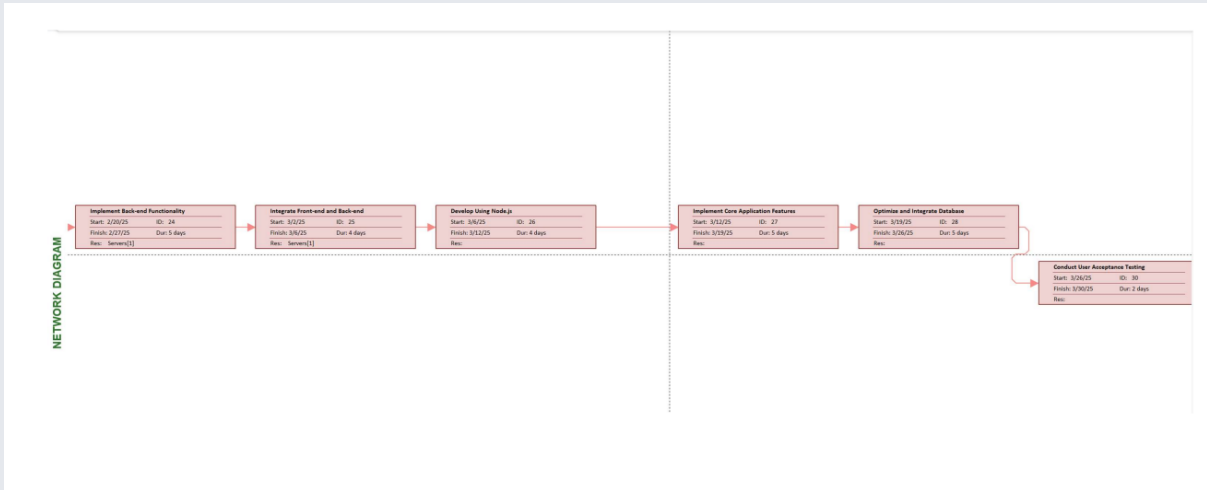 NETWORK DIAGRAM
Implement Back-end Functionality
Start: 2/20/25 ID: 24
Finish: 2/27/25 Dur: 5 days
Res: Servers[1]
Integrate Front-end and Back-end
Start: 3/2/25 ID: 25
Finish: 3/6/25 Dur: 4 days
Res: Servers[1]
Develop Using Node.js
Start: 3/6/25 ID: 26
Finish: 3/12/25 Dur: 4 days
Res:
Implement Core Application Features
Start: 3/12/25 ID: 27
Finish: 3/19/25 Dur: 5 days
Res:
Optimize and Integrate Database
Start: 3/19/25 ID: 28
Finish: 3/26/25 Dur: 5 days
Res:
Conduct User Acceptance Testing
Start: 3/26/25 ID: 30
Finish: 3/30/25 Dur: 2 days
Res: